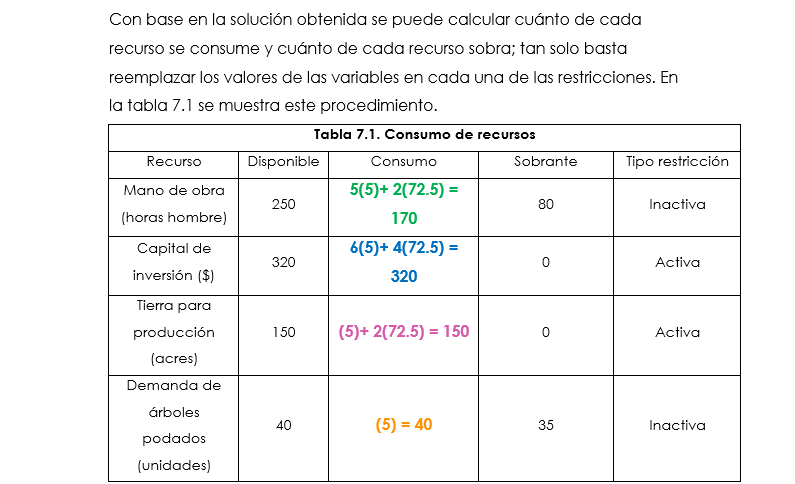 Con base en la solución obtenida se puede calcular cuánto de cada
recurso se consume y cuánto de cada recurso sobra; tan solo basta
reemplazar los valores de las variables en cada una de las restricciones. En
la tabla 7.1 se muestra este procedimiento.
Tabla 7.1. Consumo de recursos
Recurso Disponible Consumo Sobrante Tipo restricción
Mano de obra
(horas hombre)
250
5(5)+ 2(72.5) =
170
80
Inactiva
Capital de
inversión ($)
320
6(5)+ 4(72.5) =
320
0
Activa
Tierra para
producción
(acres)
150
(5)+ 2(72.5) = 150
0
Activa
Demanda de
árboles
podados
(unidades)
40
(5) = 40
35
Inactiva